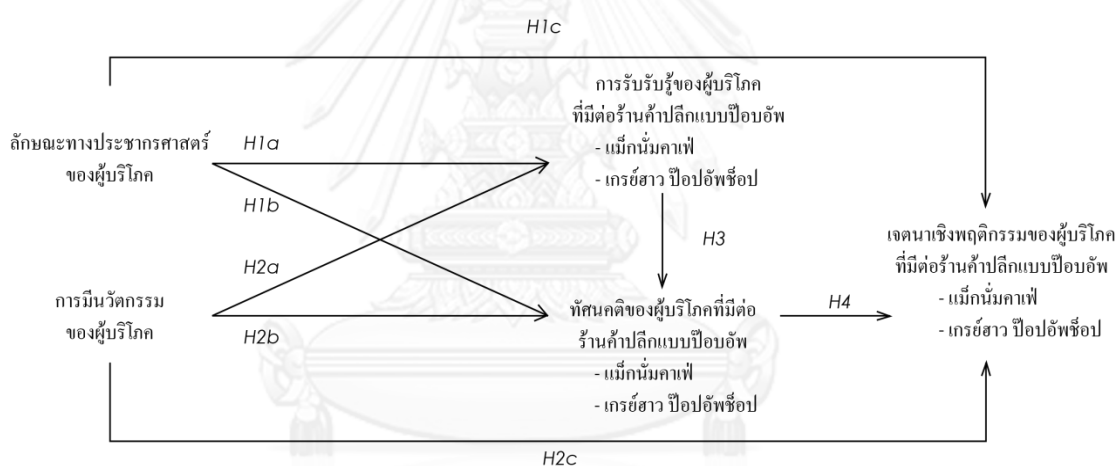 H1c
การรับรับรู้ของผู้บริโภค
ที่มีต่อร้านค้าปลีกแบบป๊อบอัพ
- แม็กนั่มคาเฟ่
- เกรย์ฮาว ป๊อปอัพช็อป
ลักษณะทางประชากรศาสตร์
ของผู้บริโภค
H1a
H1b
H2a
H2b
H3
การมีนวัตกรรม
ของผู้บริโภค
ทัศนคติของผู้บริโภคที่มีต่อ
ร้านค้าปลีกแบบป๊อบอัพ
- แม็กนั่มคาเฟ่
- เกรย์ฮาว ป๊อปอัพช็อป
H4
เจตนาเชิงพฤติกรรมของผู้บริโภค
ที่มีต่อร้านค้าปลีกแบบป๊อบอัพ
- แม็กนั่มคาเฟ่
- เกรย์ฮาว ป๊อปอัพช็อป
H2c